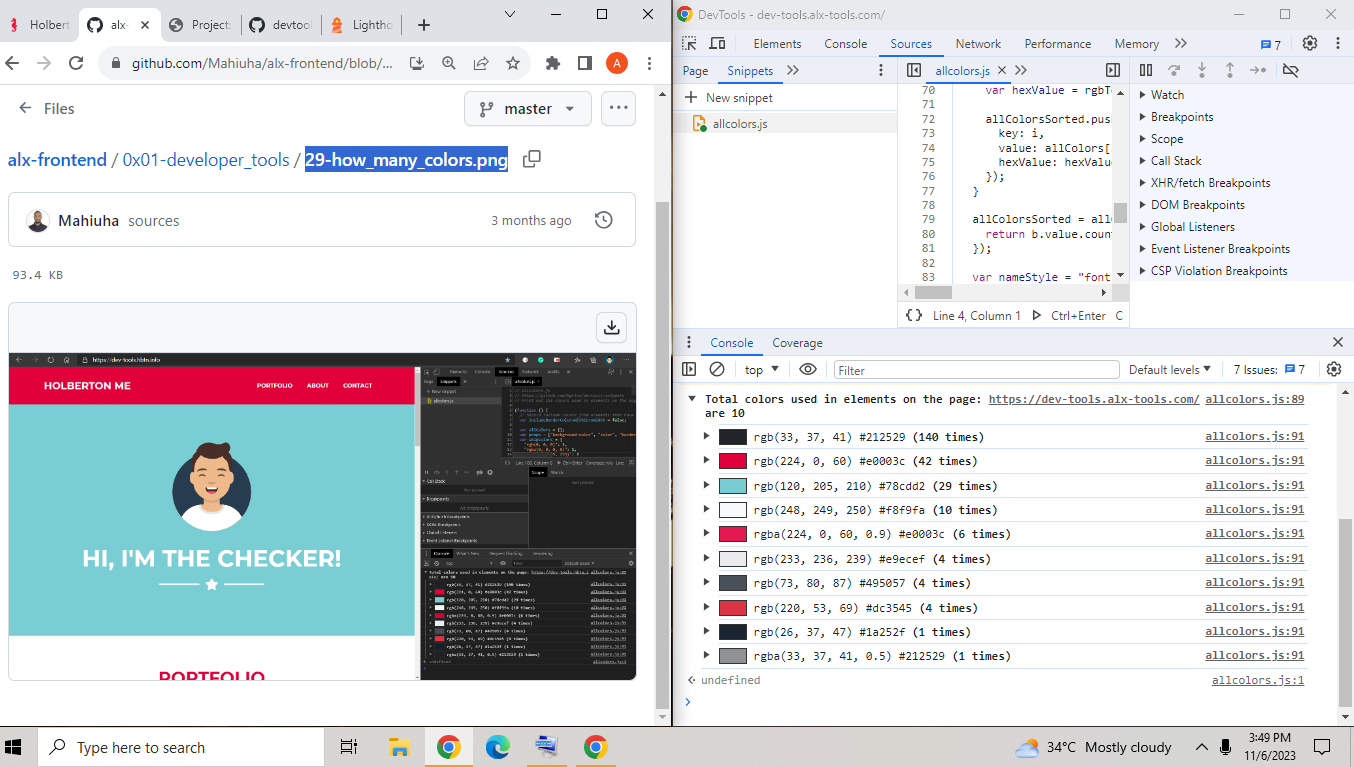 Holbert
alx-
Project:
devtool
Lightho
github.com/Mahiuha/alx-frontend/blob/...
A
Files
master
alx-frontend / 0x01-developer_tools / 29-how_many_colors.png
Mahiuha sources 3 months ago
93.4 KB
https://dev-tools.hbtn.info
HOLBERTON ME
PORTFOLIO ABOUT CONTACT
HI, I'M THE CHECKER!
PORTFOLIO
DevTools - dev-tools.alx-tools.com/
Elements Console Sources Network Performance Memory 7
Page Snippets
New snippet
allcolors.js
allcolors.js
70 var hexValue = rgbTo
71
72 allColorsSorted.pus
73 key: i,
74 value: allColors[
75 hexValue: hexValu
76 });
77 }
78
79 allColorsSorted = all
80 return b.value.coun
81 });
82
83 var nameStyle = "font
{ } Line 4, Column 1 Ctrl+Enter C
Watch
Breakpoints
Scope
Call Stack
XHR/fetch Breakpoints
DOM Breakpoints
Global Listeners
Event Listener Breakpoints
CSP Violation Breakpoints
Console Coverage
top Filter Default levels 7 Issues: 7
Total colors used in elements on the page: https://dev-tools.alx-tools.com/ allcolors.js:89
are 10
rgb(33, 37, 41) #212529 (140 times) allcolors.js:91
rgb(224, 0, 60) #e0003c (42 times) allcolors.js:91
rgb(120, 205, 210) #78cdd2 (29 times) allcolors.js:91
rgb(248, 249, 250) #f8f9fa (10 times) allcolors.js:91
rgba(224, 0, 60, 0.9) #e0003c (6 times) allcolors.js:91
rgb(233, 236, 239) #e9ecef (4 times) allcolors.js:91
rgb(73, 80, 87) #495057 (4 times) allcolors.js:91
rgb(220, 53, 69) #dc3545 (4 times) allcolors.js:91
rgb(26, 37, 47) #1a252f (1 times) allcolors.js:91
rgba(33, 37, 41, 0.5) #212529 (1 times) allcolors.js:91
undefined allcolors.js:1
Type here to search
34°C Mostly cloudy
3:49 PM
11/6/2023